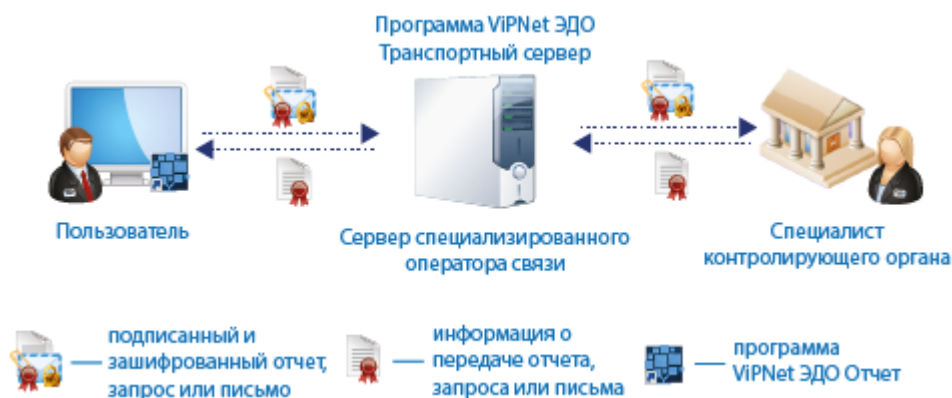 Программа ViPNet ЭДО
Транспортный сервер
Пользователь
Сервер специализированного
оператора связи
Специалист
контролирующего органа
подписанный и
зашифрованный отчет,
запрос или письмо
информация о
передаче отчета,
запроса или письма
программа
ViPNet ЭДО Отчет